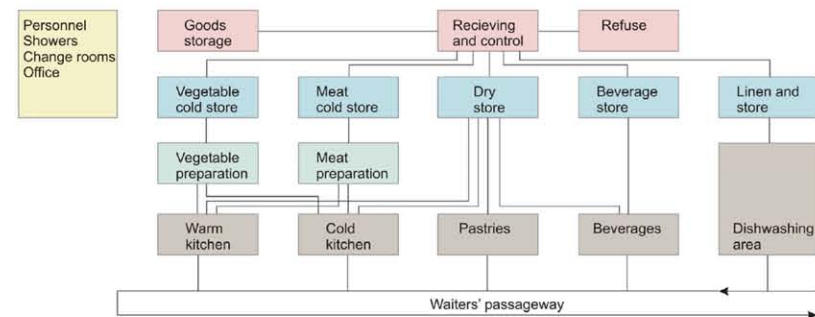 Personnel
Showers
Change rooms
Office
Goods
storage
Recieving
and control
Refuse
Vegetable
cold store
Meat
cold store
Dry
store
Beverage
store
Linen and
store
Vegetable
preparation
Meat
preparation
Warm
kitchen
Cold
kitchen
Pastries
Beverages
Dishwashing
area
Waiters' passageway